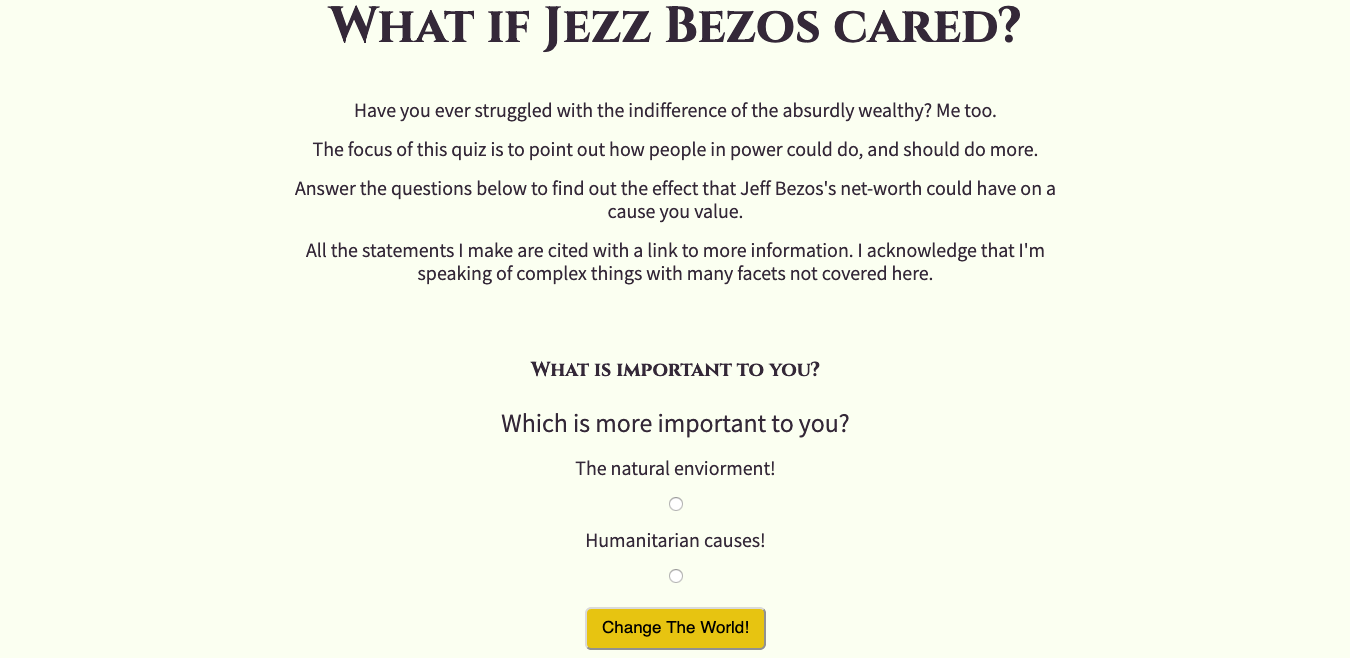 What if Jezz Bezos cared?
Have you ever struggled with the indifference of the absurdly wealthy? Me too.
The focus of this quiz is to point out how people in power could do, and should do more.
Answer the questions below to find out the effect that Jeff Bezos's net-worth could have on a
cause you value.
All the statements I make are cited with a link to more information. I acknowledge that I'm
speaking of complex things with many facets not covered here.
What is important to you?
Which is more important to you?
The natural enviorment!
Humanitarian causes!
Change The World!